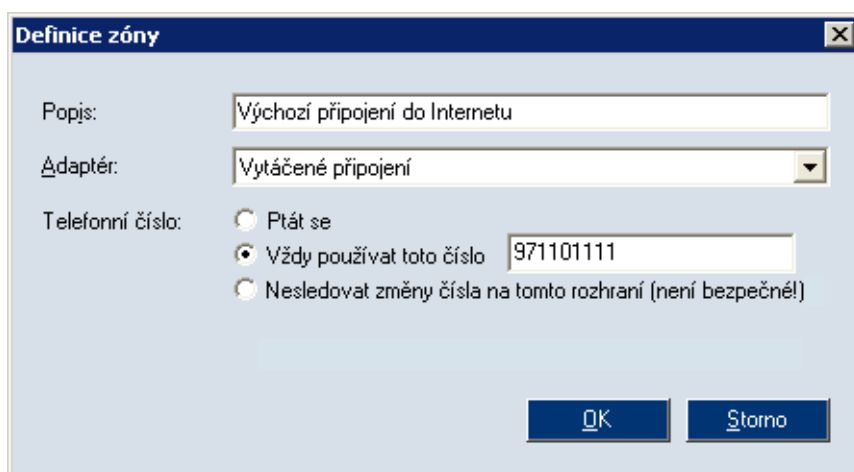 Definice zóny
Popis: Výchozí připojení do Internetu
Adaptér: Vytáčené připojení
Telefonní číslo: Ptát se
Vždy používat toto číslo 971101111
Nesledovat změny čísla na tomto rozhraní (není bezpečné!)
OK Storno